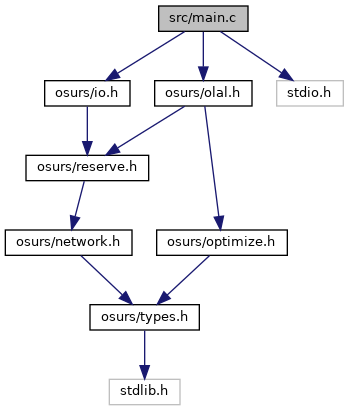 src/main.c
osurs/io.h
osurs/olal.h
stdio.h
osurs/reserve.h
osurs/network.h
osurs/optimize.h
osurs/types.h
stdlib.h